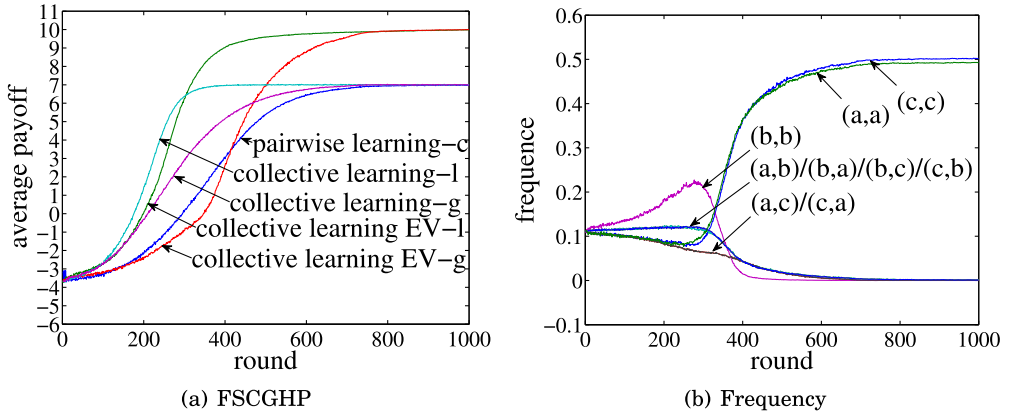 11
10
9
8
7
6
5
4
3
2
1
0
−1
−2
−3
−4
−5
−6
average payoff
pairwise learning−c
collective learning−l
collective learning−g
collective learning EV−l
collective learning EV−g
0 200 400 600 800 1000
round
(a) FSCGHP
0.6
0.5
0.4
0.3
0.2
0.1
0
−0.1
frequence
(c,c)
(a,a)
(b,b)
(a,b)/(b,a)/(b,c)/(c,b)
(a,c)/(c,a)
0 200 400 600 800 1000
round
(b) Frequency